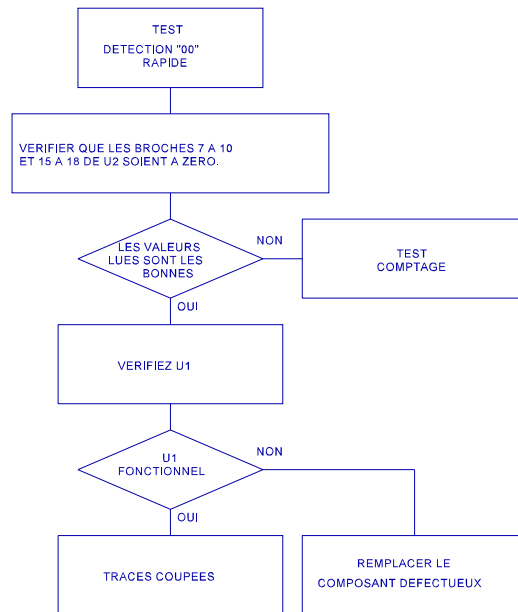 TEST
DETECTION "00"
RAPIDE
VERIFIER QUE LES BROCHES 7 A 10
ET 15 A 18 DE U2 SOIENT A ZERO.
LES VALEURS
LUES SONT LES
BONNES
NON
TEST
COMPTAGE
OUI
VERIFIEZ U1
U1
FONCTIONNEL
NON
OUI
TRACES COUPEES
REMPLACER LE
COMPOSANT DEFECTUEUX